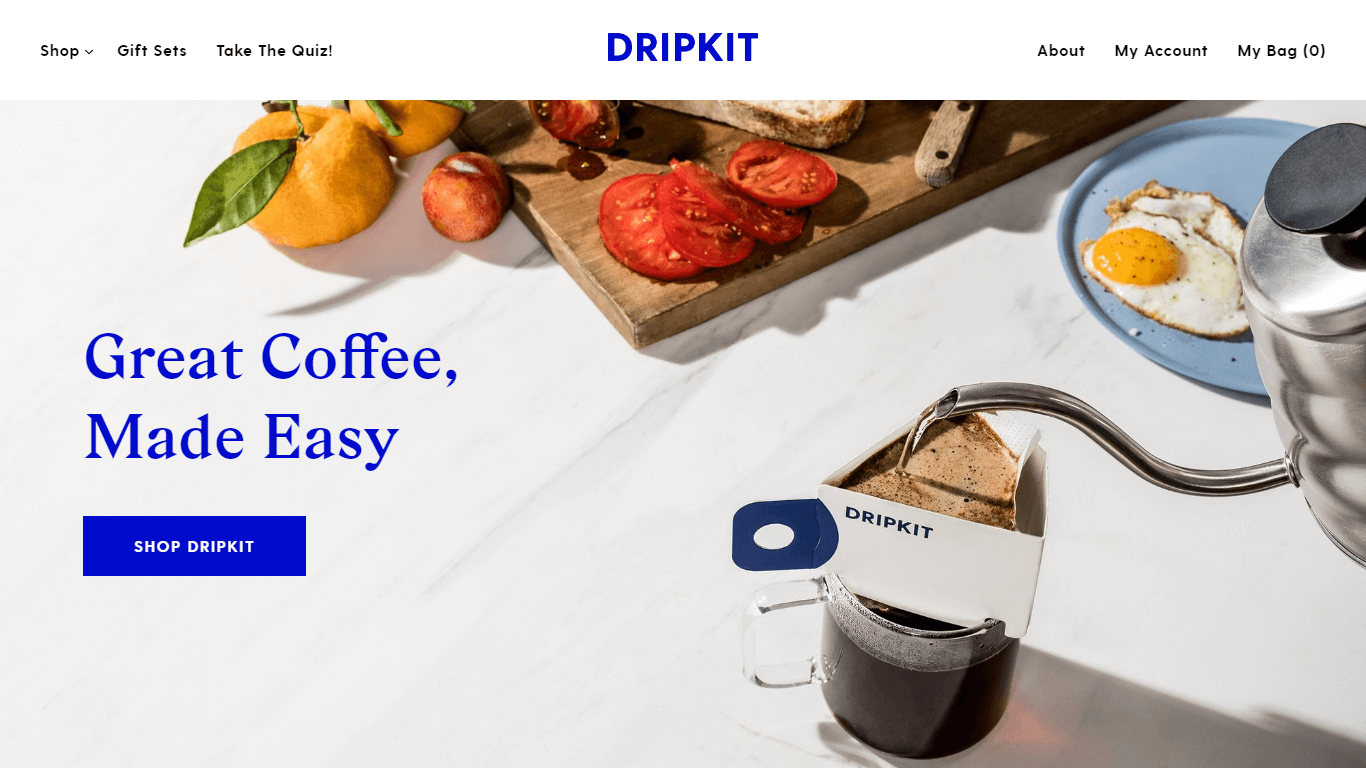 Shop
Gift Sets
Take The Quiz!
DRIPKIT
About
My Account
My Bag (0)
Great Coffee,
Made Easy
SHOP DRIPKIT
DRIPKIT